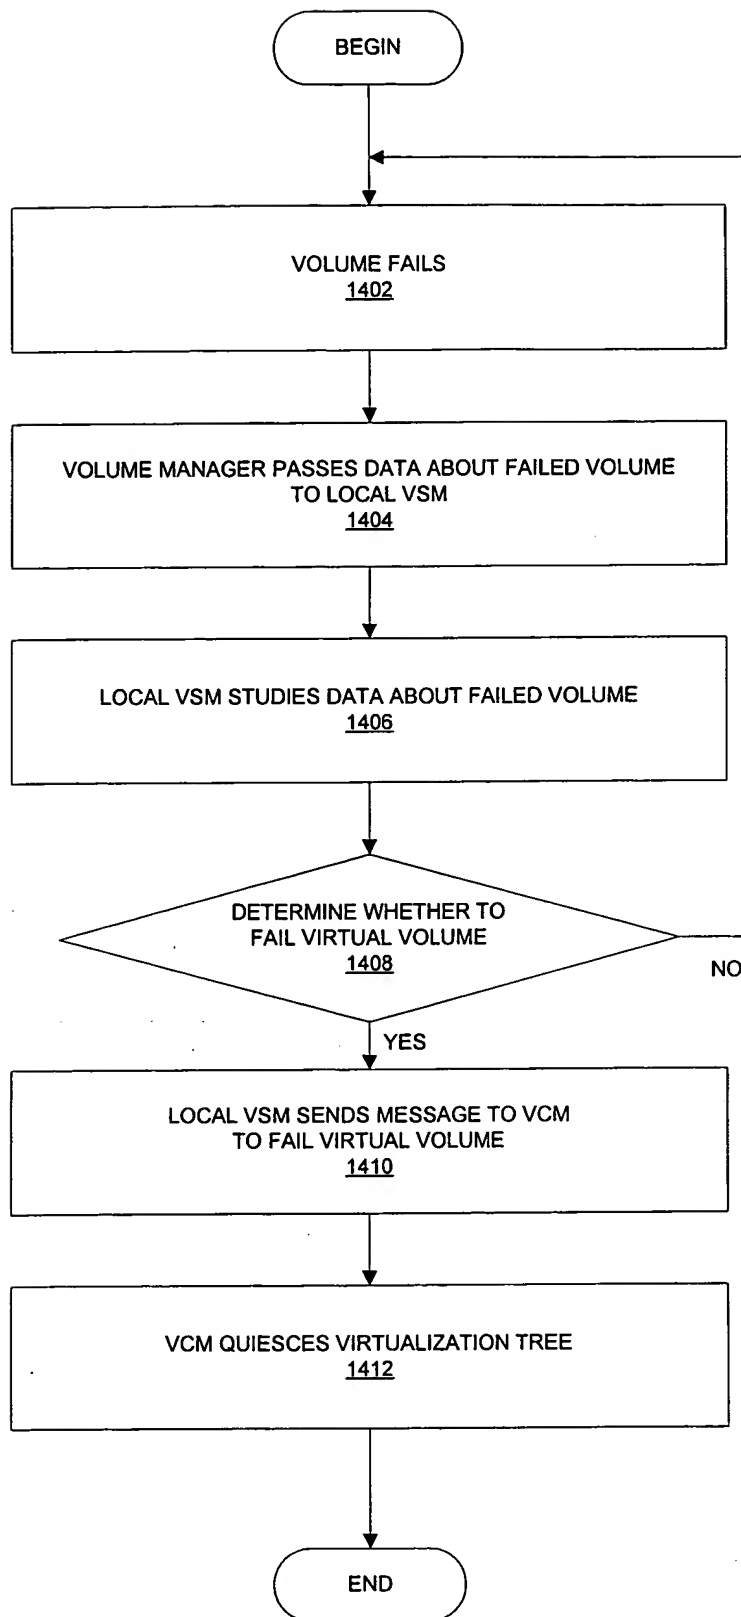 BEGIN
VOLUME FAILS
1402
VOLUME MANAGER PASSES DATA ABOUT FAILED VOLUME
TO LOCAL VSM
1404
LOCAL VSM STUDIES DATA ABOUT FAILED VOLUME
1406
DETERMINE WHETHER TO
FAIL VIRTUAL VOLUME
1408
NO
YES
LOCAL VSM SENDS MESSAGE TO VCM
TO FAIL VIRTUAL VOLUME
1410
VCM QUIESCES VIRTUALIZATION TREE
1412
END